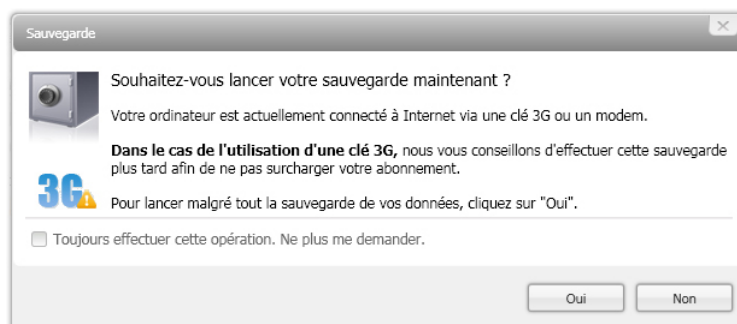 Sauvegarde
Souhaitez-vous lancer votre sauvegarde maintenant ?
Votre ordinateur est actuellement connecté à Internet via une clé 3G ou un modem.
Dans le cas de l'utilisation d'une clé 3G, nous vous conseillons d'effectuer cette sauvegarde
plus tard afin de ne pas surcharger votre abonnement.
3G
Pour lancer malgré tout la sauvegarde de vos données, cliquez sur "Oui".
Toujours effectuer cette opération. Ne plus me demander.
Oui
Non